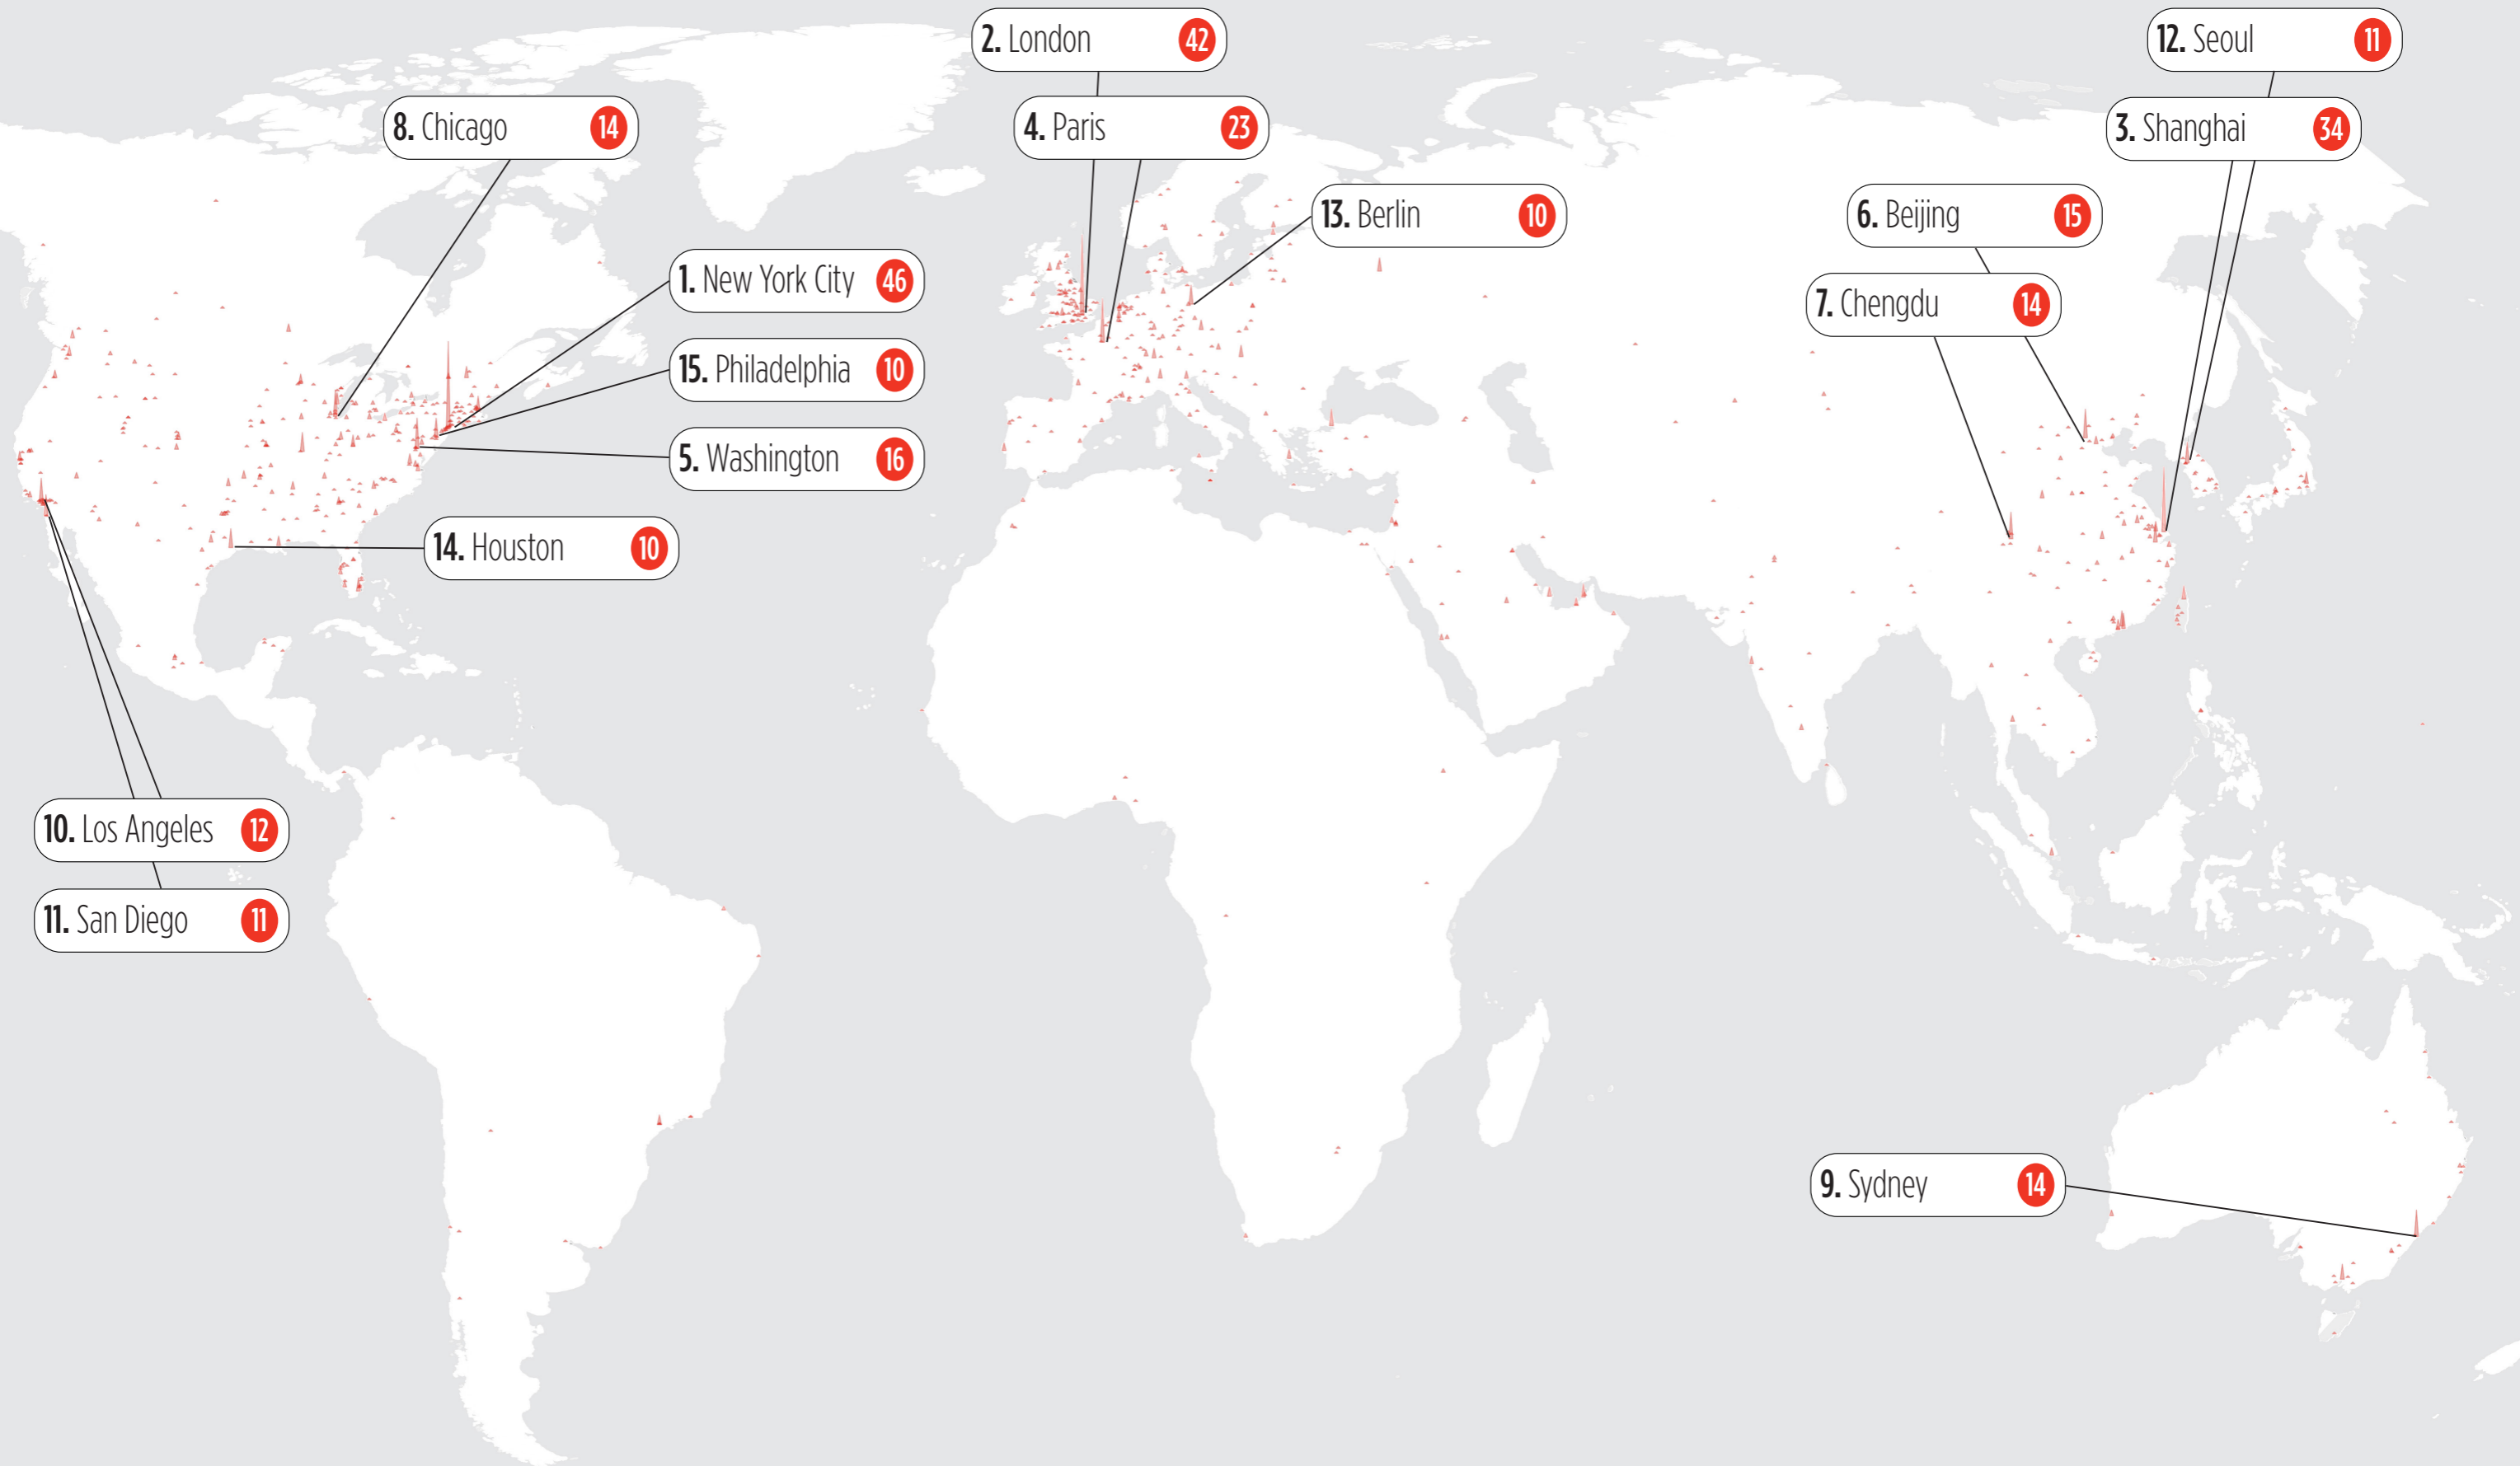 2. London 42
12. Seoul 11
8. Chicago 14
4. Paris 23
3. Shanghai 34
13. Berlin 10
6. Beijing 15
1. New York City 46
7. Chengdu 14
15. Philadelphia 10
5. Washington 16
14. Houston 10
10. Los Angeles 12
11. San Diego 11
9. Sydney 14